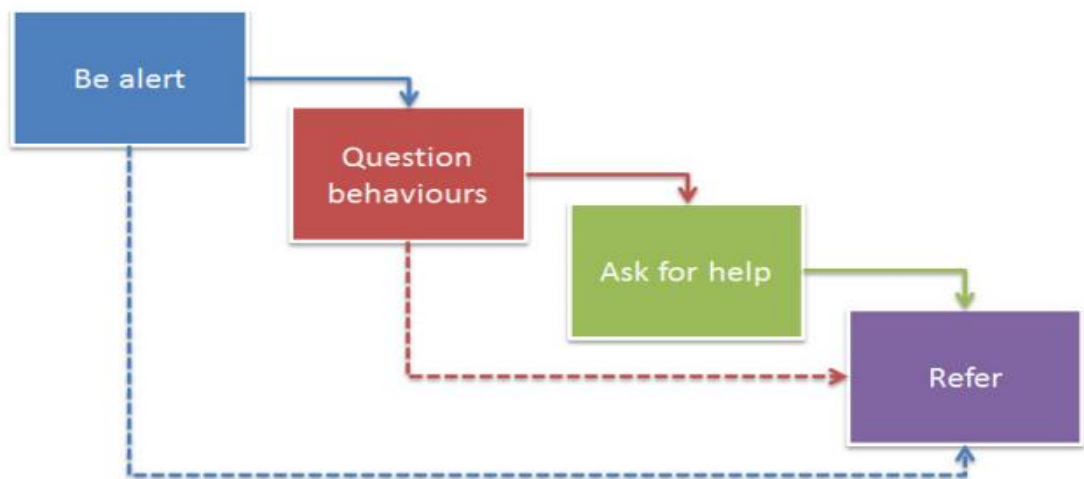 Be alert
Question
behaviours
Ask for help
Refer